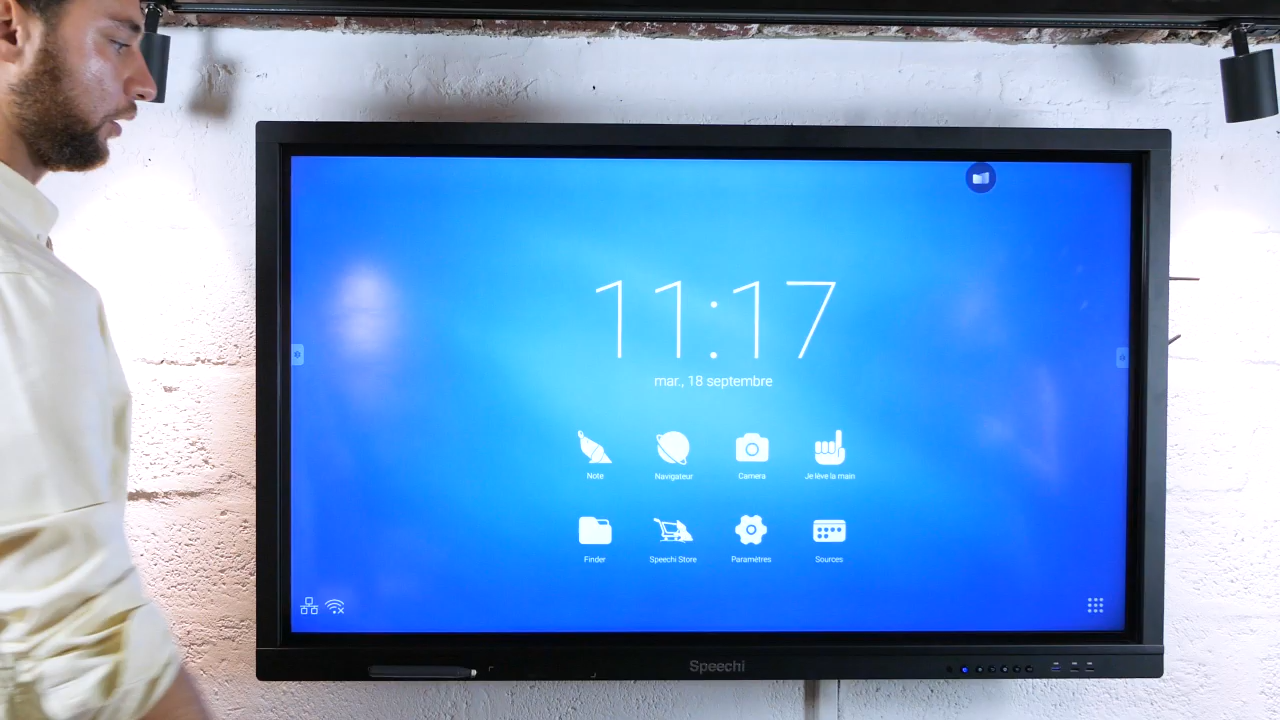 11:17
mar., 18 septembre
Note
Navigateur
Camera
Je lève la main
Finder
Speechi Store
Paramètres
Sources
Speechi